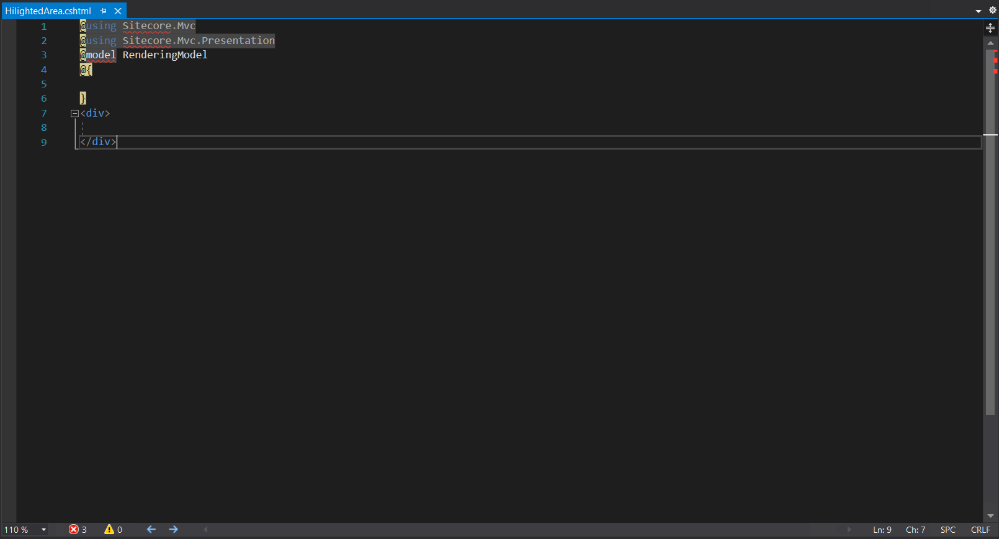 HilightedArea.cshtml
1 @using Sitecore.Mvc
2 @using Sitecore.Mvc.Presentation
3 @model RenderingModel
4 @{
5
6 }
7 <div>
8
9 </div>
110 % 3 0 Ln: 9 Ch: 7 SPC CRLF